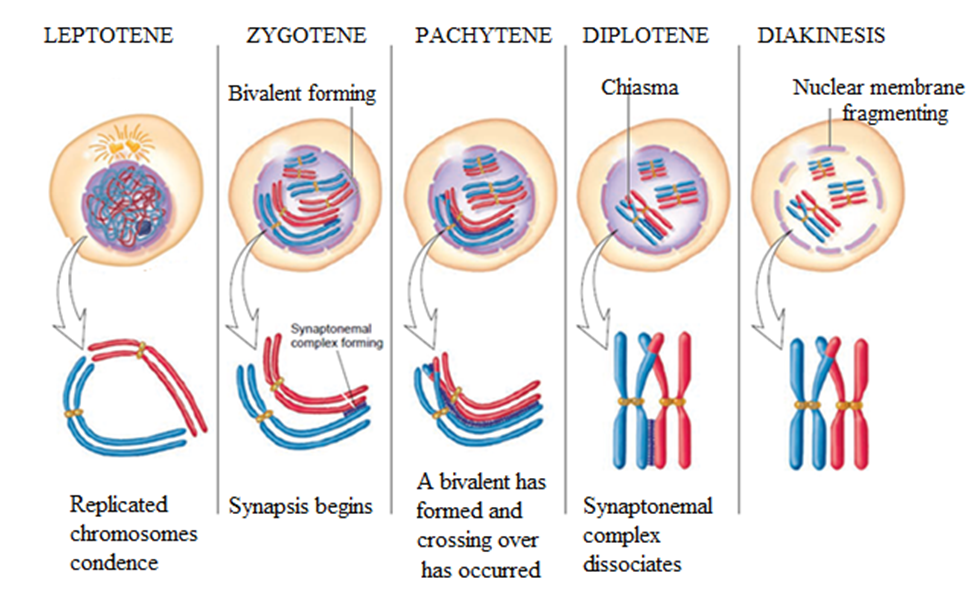 LEPTOTENE
ZYGOTENE
PACHYTENE
DIPLOTENE
DIAKINESIS
Bivalent forming
Chiasma
Nuclear membrane
fragmenting
Synaptonemal
complex forming
Replicated
chromosomes
condence
Synapsis begins
A bivalent has
formed and
crossing over
has occurred
Synaptonemal
complex
dissociates